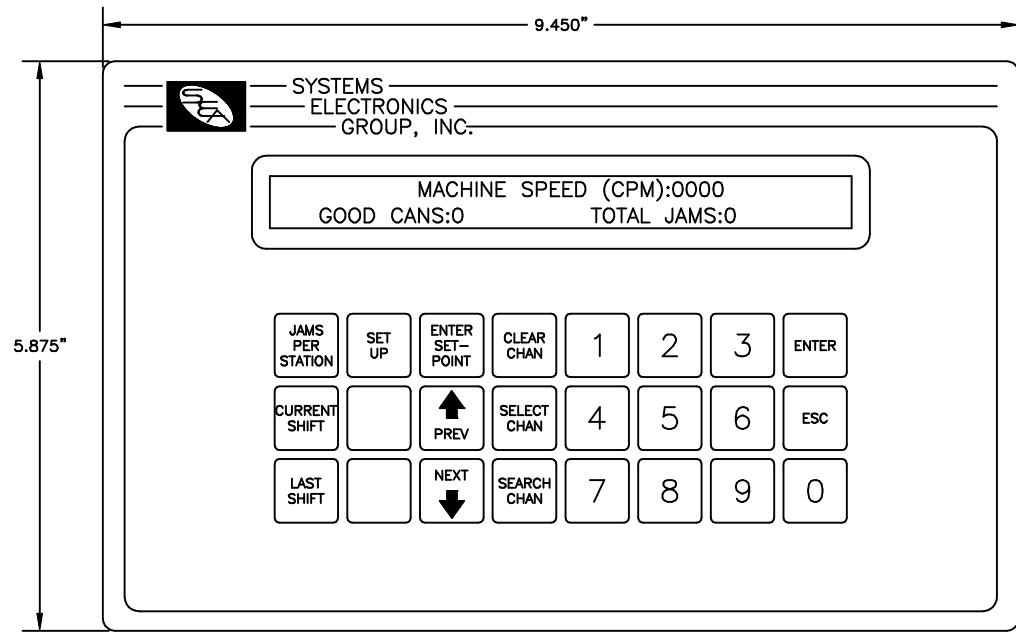 9.450"
SYSTEMS
ELECTRONICS
GROUP, INC.
SEA
MACHINE SPEED (CPM):0000
GOOD CANS:0 TOTAL JAMS:0
5.875"
JAMS PER STATION
SET UP
ENTER SET-POINT
CLEAR CHAN
1
2
3
ENTER
CURRENT SHIFT
PREV
SELECT CHAN
4
5
6
ESC
LAST SHIFT
NEXT
SEARCH CHAN
7
8
9
0